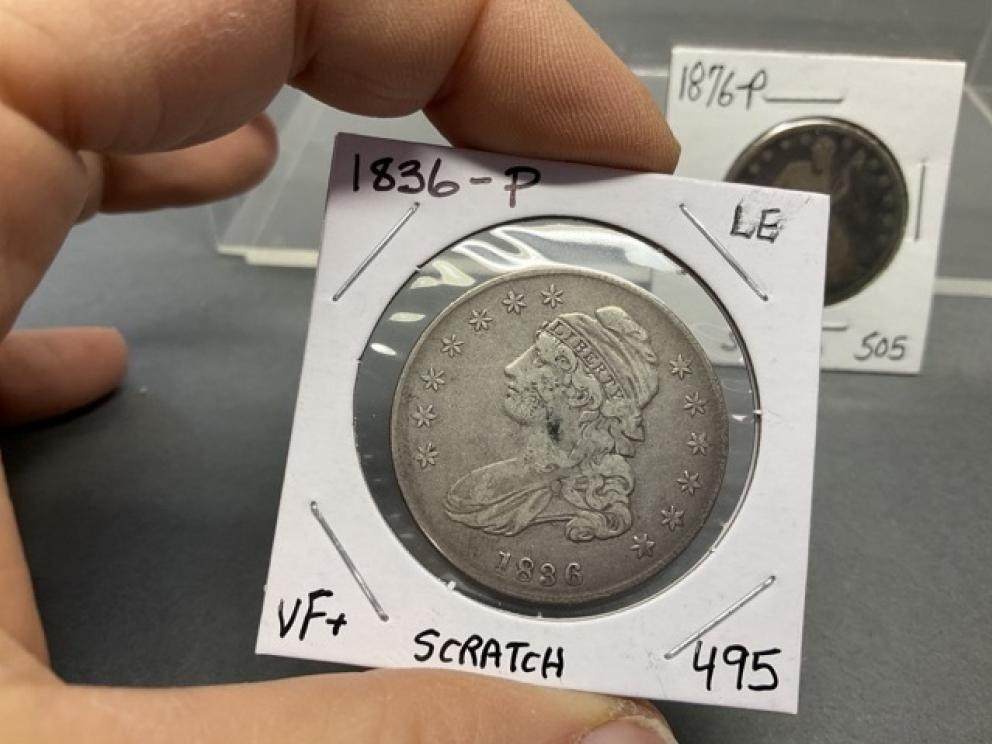 1836-P
LE
LIBERTY
1836
VF+
SCRATCH
495
1876-P
505